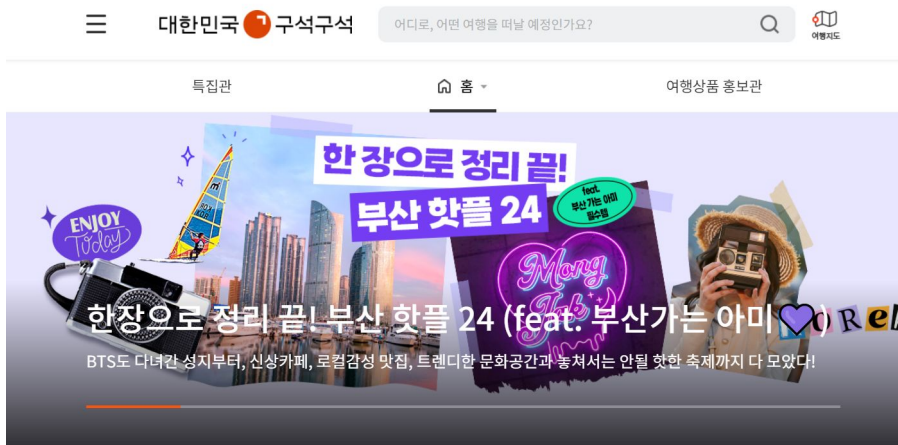 대한민국 구석구석
어디로, 어떤 여행을 떠날 예정인가요?
여행지도
특집관
홈
여행상품 홍보관
한 장으로 정리 끝!
부산 핫플 24
feat.
부산 가는 아미
필수템
ENJOY
Today
Mong
한장으로 정리 끝! 부산 핫플 24 (feat. 부산가는 아미💜)
BTS도 다녀간 성지부터, 신상카페, 로컬감성 맛집, 트렌디한 문화공간과 놓쳐서는 안될 핫한 축제까지 다 모았다!